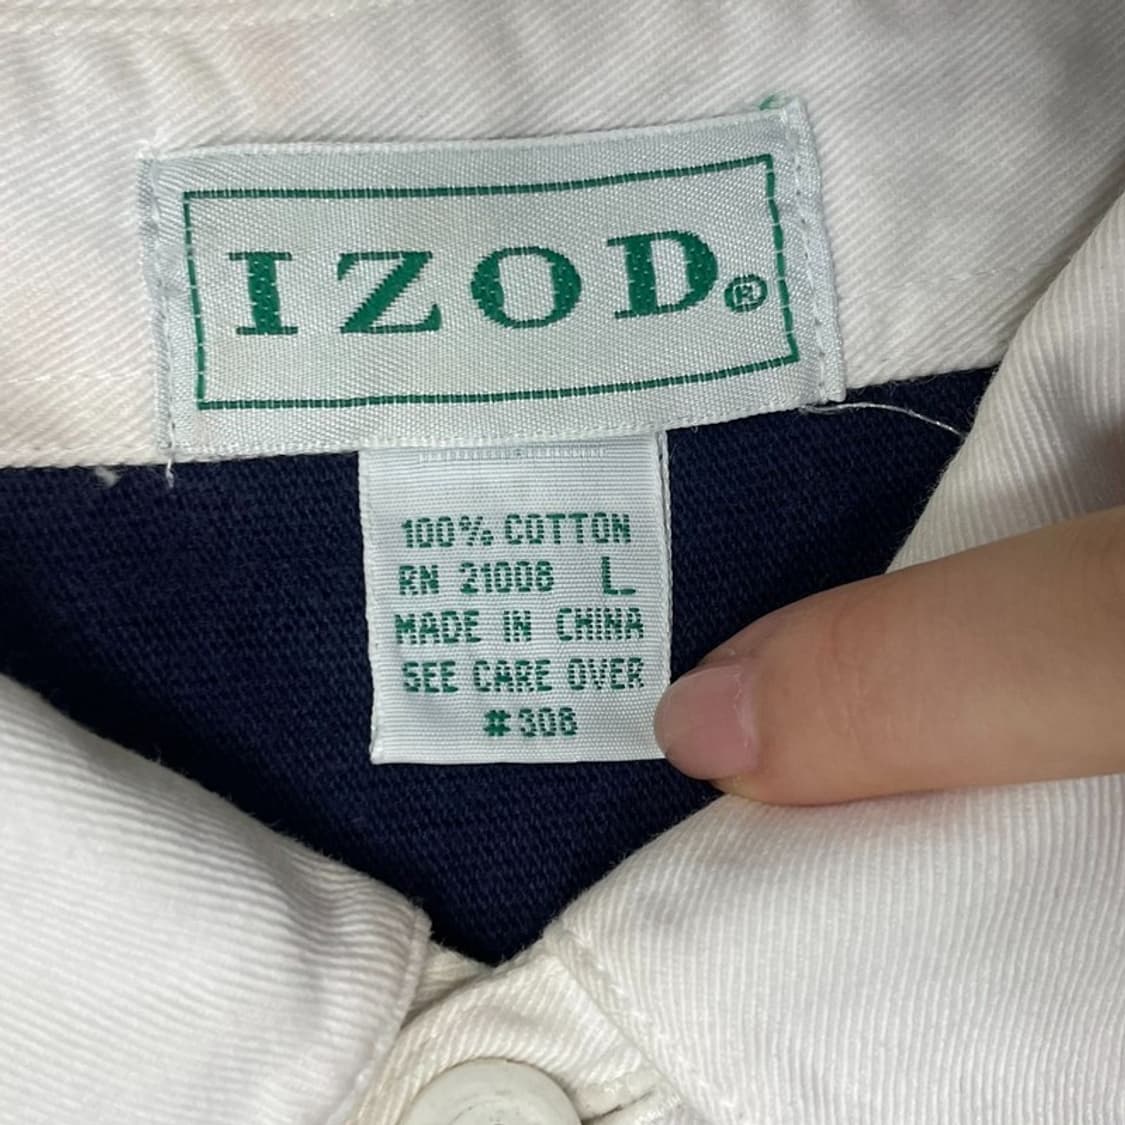 IZOD®
100% COTTON
RN 21008 L
MADE IN CHINA
SEE CARE OVER
#308